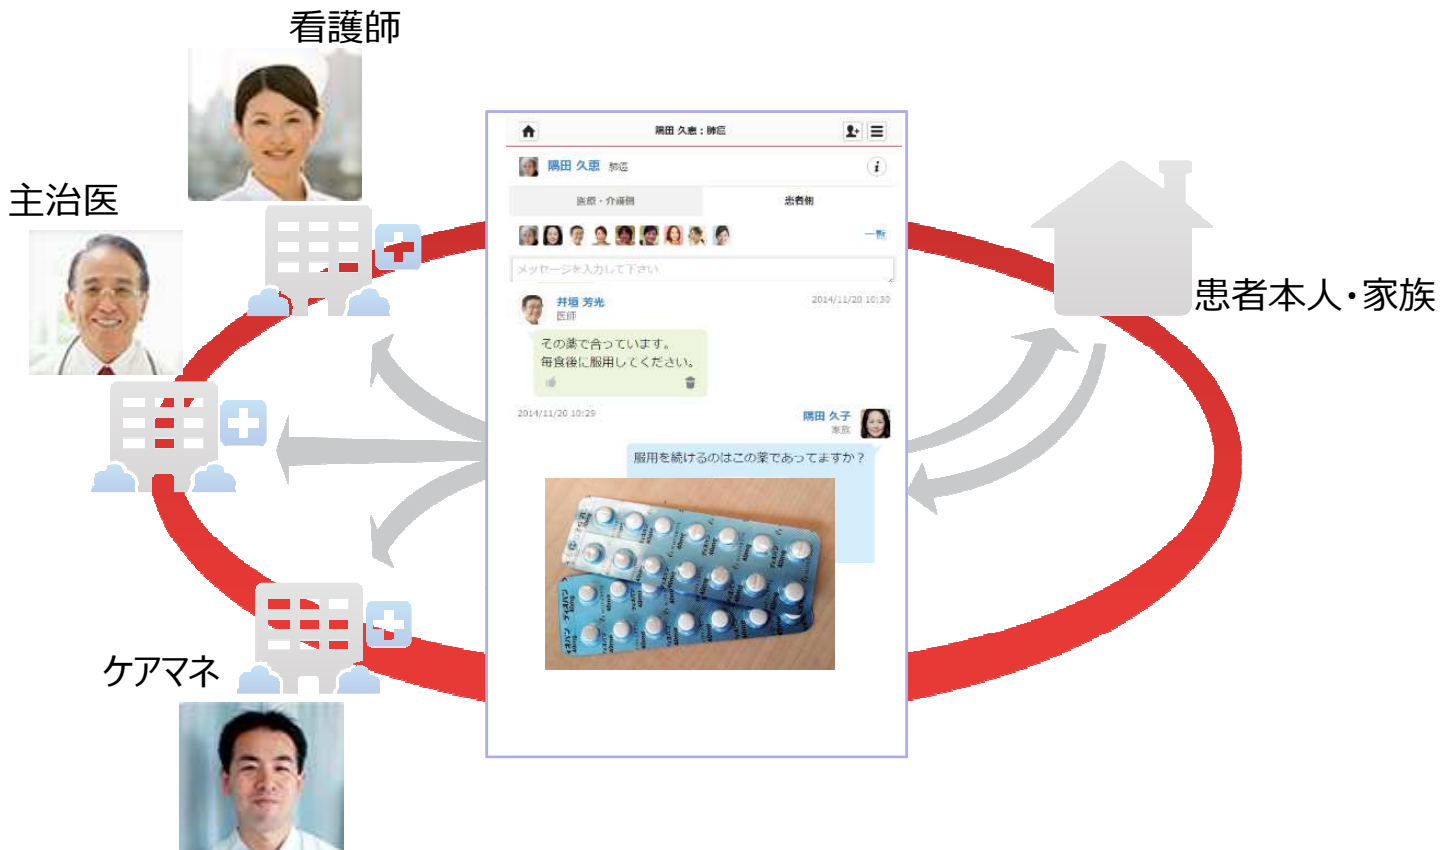 看護師
主治医
隅田 久恵：肺癌
隅田 久恵 肺癌
医療・介護側
患者側
一覧
メッセージを入力して下さい
井垣 芳光
医師
2014/11/20 10:30
その薬で合っています。
毎食後に服用してください。
2014/11/20 10:29
隅田 久子
家族
服用を続けるのはこの薬であってますか？
患者本人・家族
ケアマネ